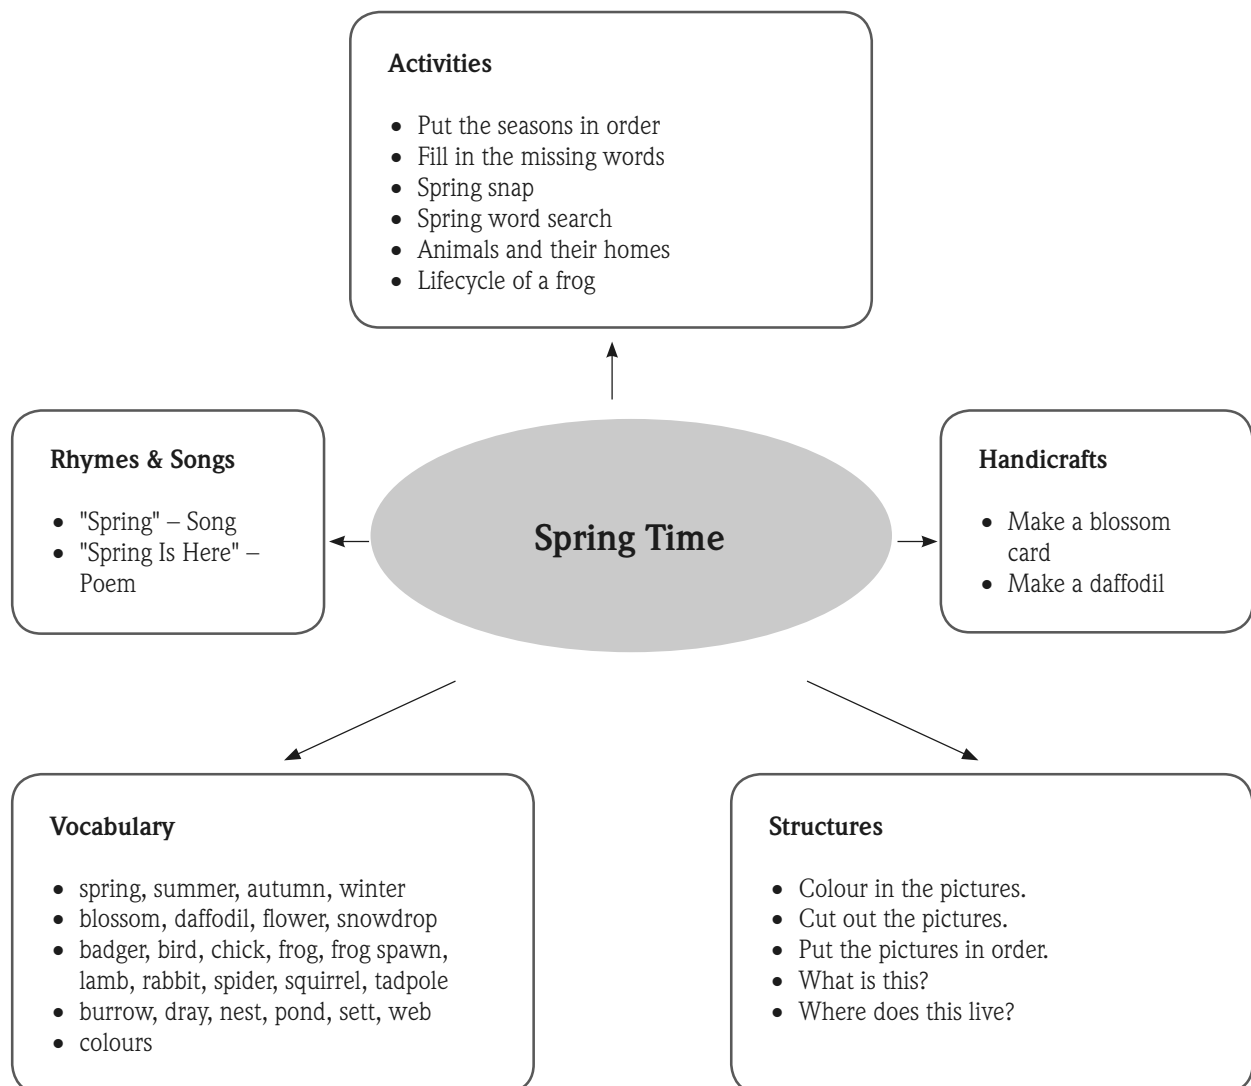 Activities
• Put the seasons in order
• Fill in the missing words
• Spring snap
• Spring word search
• Animals and their homes
• Lifecycle of a frog
Rhymes & Songs
• "Spring" – Song
• "Spring Is Here" –
Poem
Spring Time
Handicrafts
• Make a blossom
card
• Make a daffodil
Vocabulary
• spring, summer, autumn, winter
• blossom, daffodil, flower, snowdrop
• badger, bird, chick, frog, frog spawn,
lamb, rabbit, spider, squirrel, tadpole
• burrow, dray, nest, pond, sett, web
• colours
Structures
• Colour in the pictures.
• Cut out the pictures.
• Put the pictures in order.
• What is this?
• Where does this live?